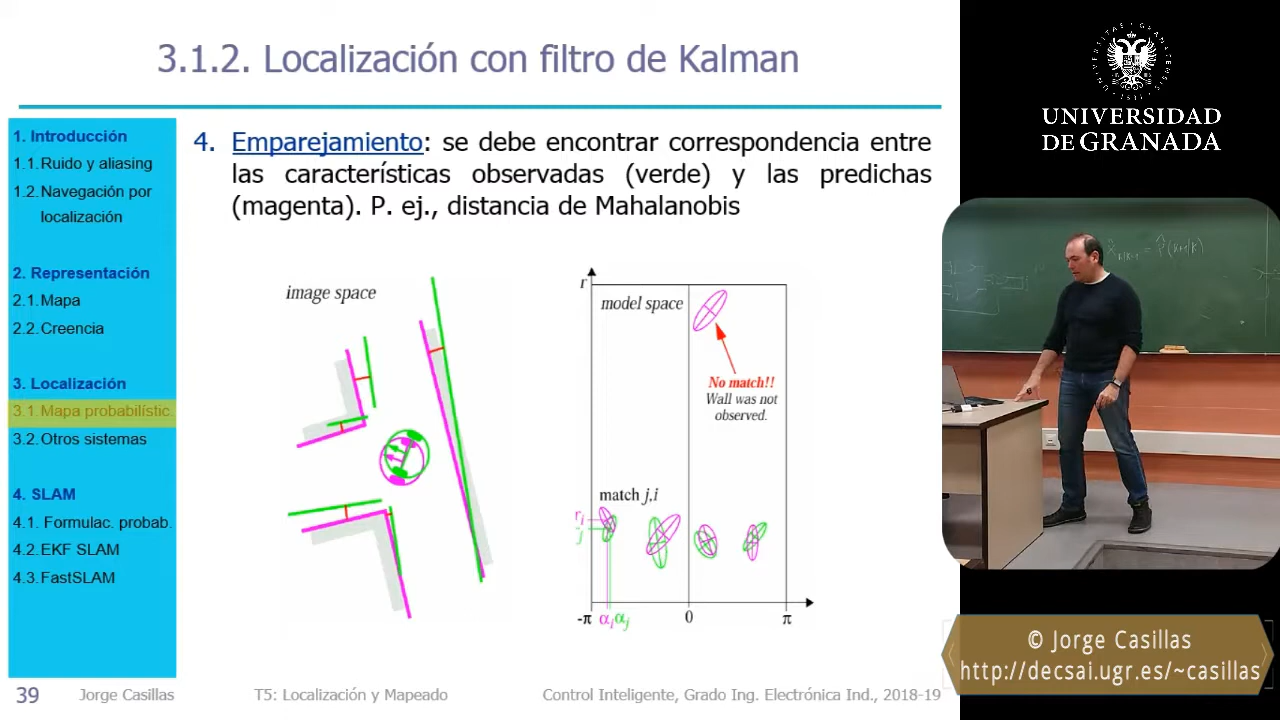 3.1.2. Localización con filtro de Kalman
1. Introducción
1.1. Ruido y aliasing
1.2. Navegación por
localización
2. Representación
2.1. Mapa
2.2. Creencia
3. Localización
3.1. Mapa probabilístic.
3.2. Otros sistemas
4. SLAM
4.1. Formulac. probab.
4.2. EKF SLAM
4.3. FastSLAM
4. Emparejamiento: se debe encontrar correspondencia entre
las características observadas (verde) y las predichas
(magenta). P. ej., distancia de Mahalanobis
image space
r
model space
No match!!
Wall was not
observed.
match j,i
r_i
j
-π α_i α_j 0 π
39 Jorge Casillas T5: Localización y Mapeado Control Inteligente, Grado Ing. Electrónica Ind., 2018-19
UNIVERSIDAD
DE GRANADA
© Jorge Casillas
http://decsai.ugr.es/~casillas